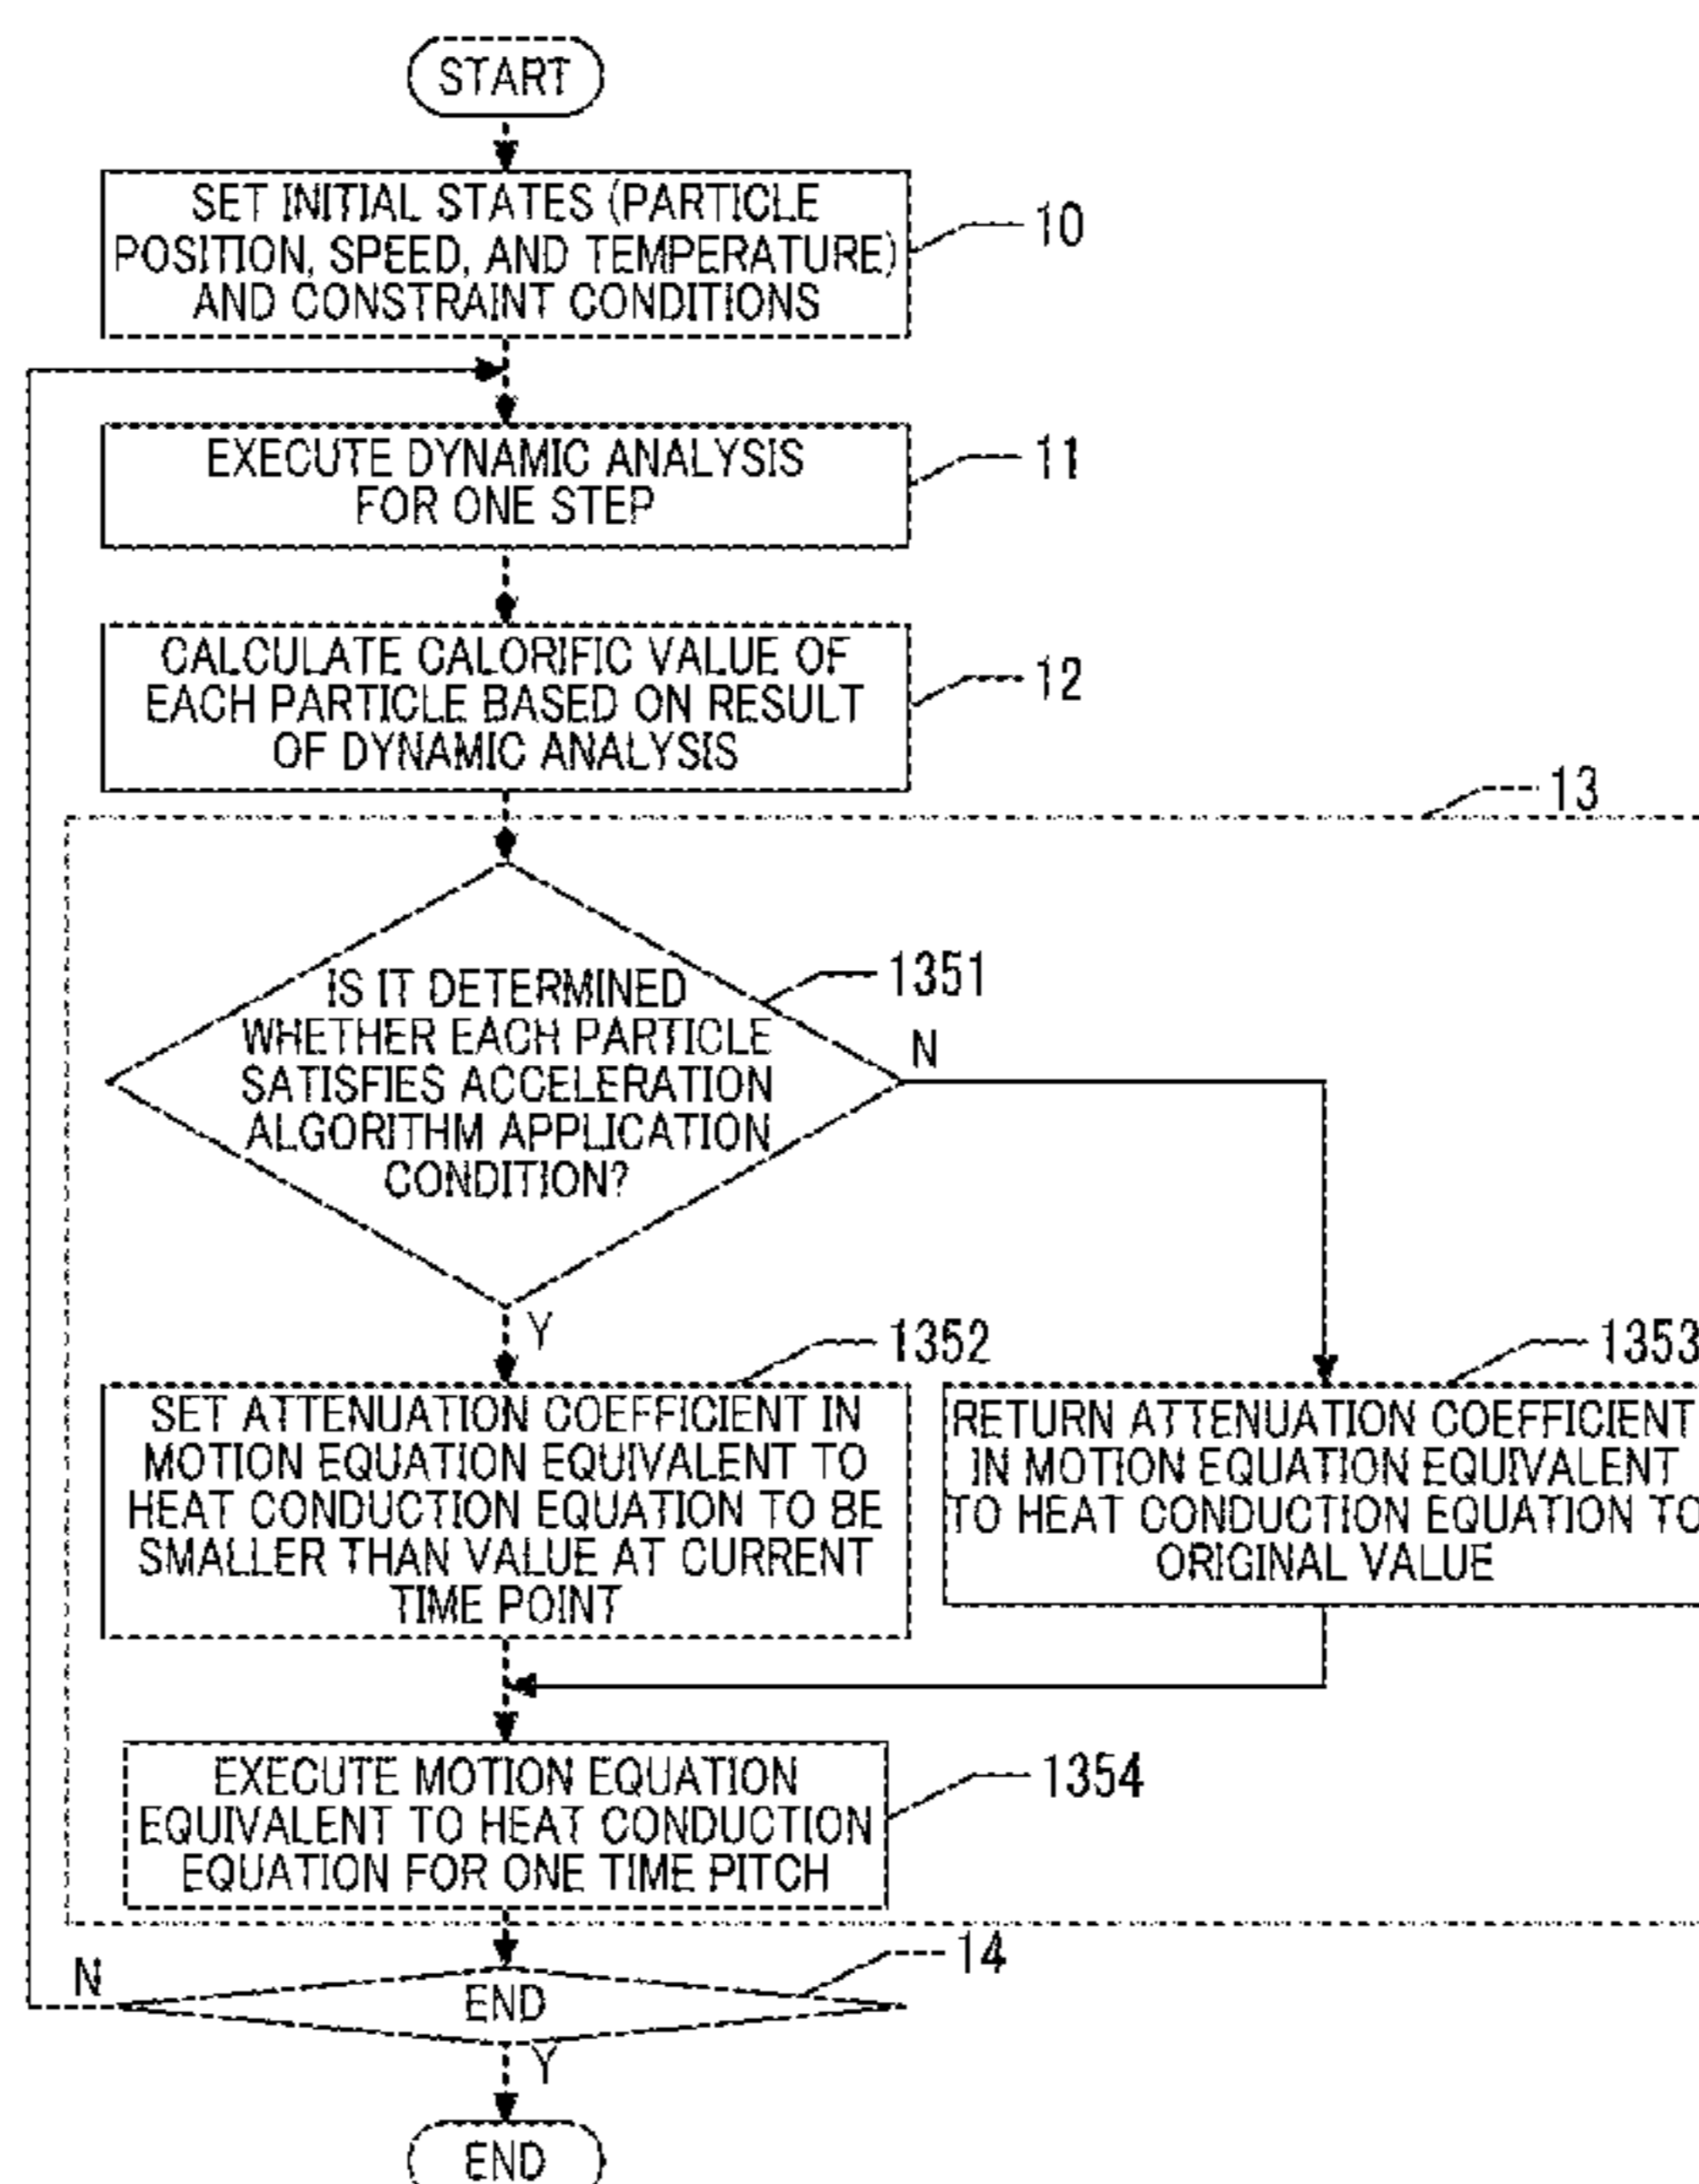 START
SET INITIAL STATES (PARTICLE
POSITION, SPEED, AND TEMPERATURE)
AND CONSTRAINT CONDITIONS
10
EXECUTE DYNAMIC ANALYSIS
FOR ONE STEP
11
CALCULATE CALORIFIC VALUE OF
EACH PARTICLE BASED ON RESULT
OF DYNAMIC ANALYSIS
12
13
IS IT DETERMINED
WHETHER EACH PARTICLE
SATISFIES ACCELERATION
ALGORITHM APPLICATION
CONDITION?
1351
N
Y
1352
SET ATTENUATION COEFFICIENT IN
MOTION EQUATION EQUIVALENT TO
HEAT CONDUCTION EQUATION TO BE
SMALLER THAN VALUE AT CURRENT
TIME POINT
1353
RETURN ATTENUATION COEFFICIENT
IN MOTION EQUATION EQUIVALENT
TO HEAT CONDUCTION EQUATION TO
ORIGINAL VALUE
EXECUTE MOTION EQUATION
EQUIVALENT TO HEAT CONDUCTION
EQUATION FOR ONE TIME PITCH
1354
14
N
END
Y
END